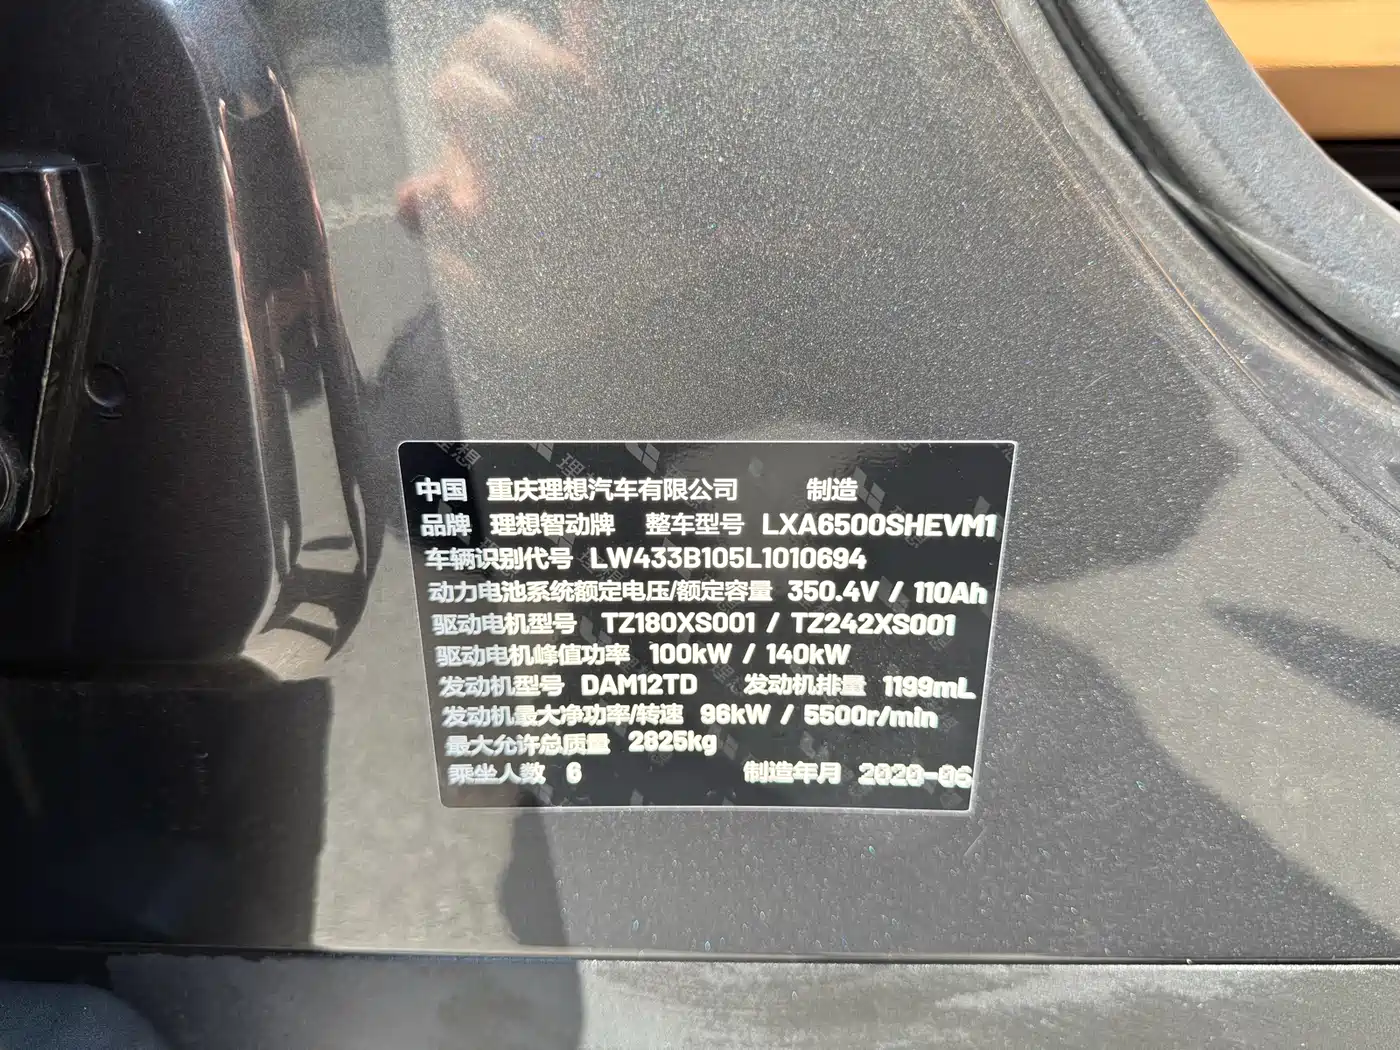 中国 重庆理想汽车有限公司 制造
品牌 理想智动牌 整车型号 LXA6500SHEVM1
车辆识别代号 LW433B105L1010694
动力电池系统额定电压/额定容量 350.4V / 110Ah
驱动电机型号 TZ180XS001 / TZ242XS001
驱动电机峰值功率 100kW / 140kW
发动机型号 DAM12TD 发动机排量 1199mL
发动机最大净功率/转速 96kW / 5500r/min
最大允许总质量 2825kg
乘坐人数 6 制造年月 2020-06